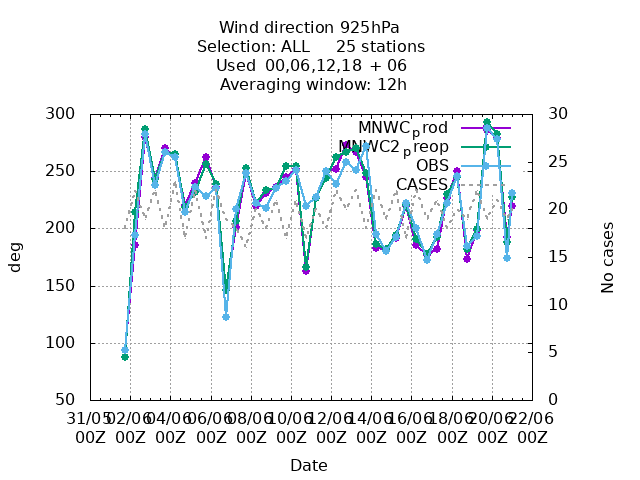 Wind direction 925hPa
Selection: ALL 25 stations
Used 00,06,12,18 + 06
Averaging window: 12h
300
250
200
150
100
50
deg
30
25
20
15
10
5
0
No cases
MNWC_prod
MNWC2_preop
OBS
CASES
31/05 02/06 04/06 06/06 08/06 10/06 12/06 14/06 16/06 18/06 20/06 22/06
00Z 00Z 00Z 00Z 00Z 00Z 00Z 00Z 00Z 00Z 00Z 00Z
Date